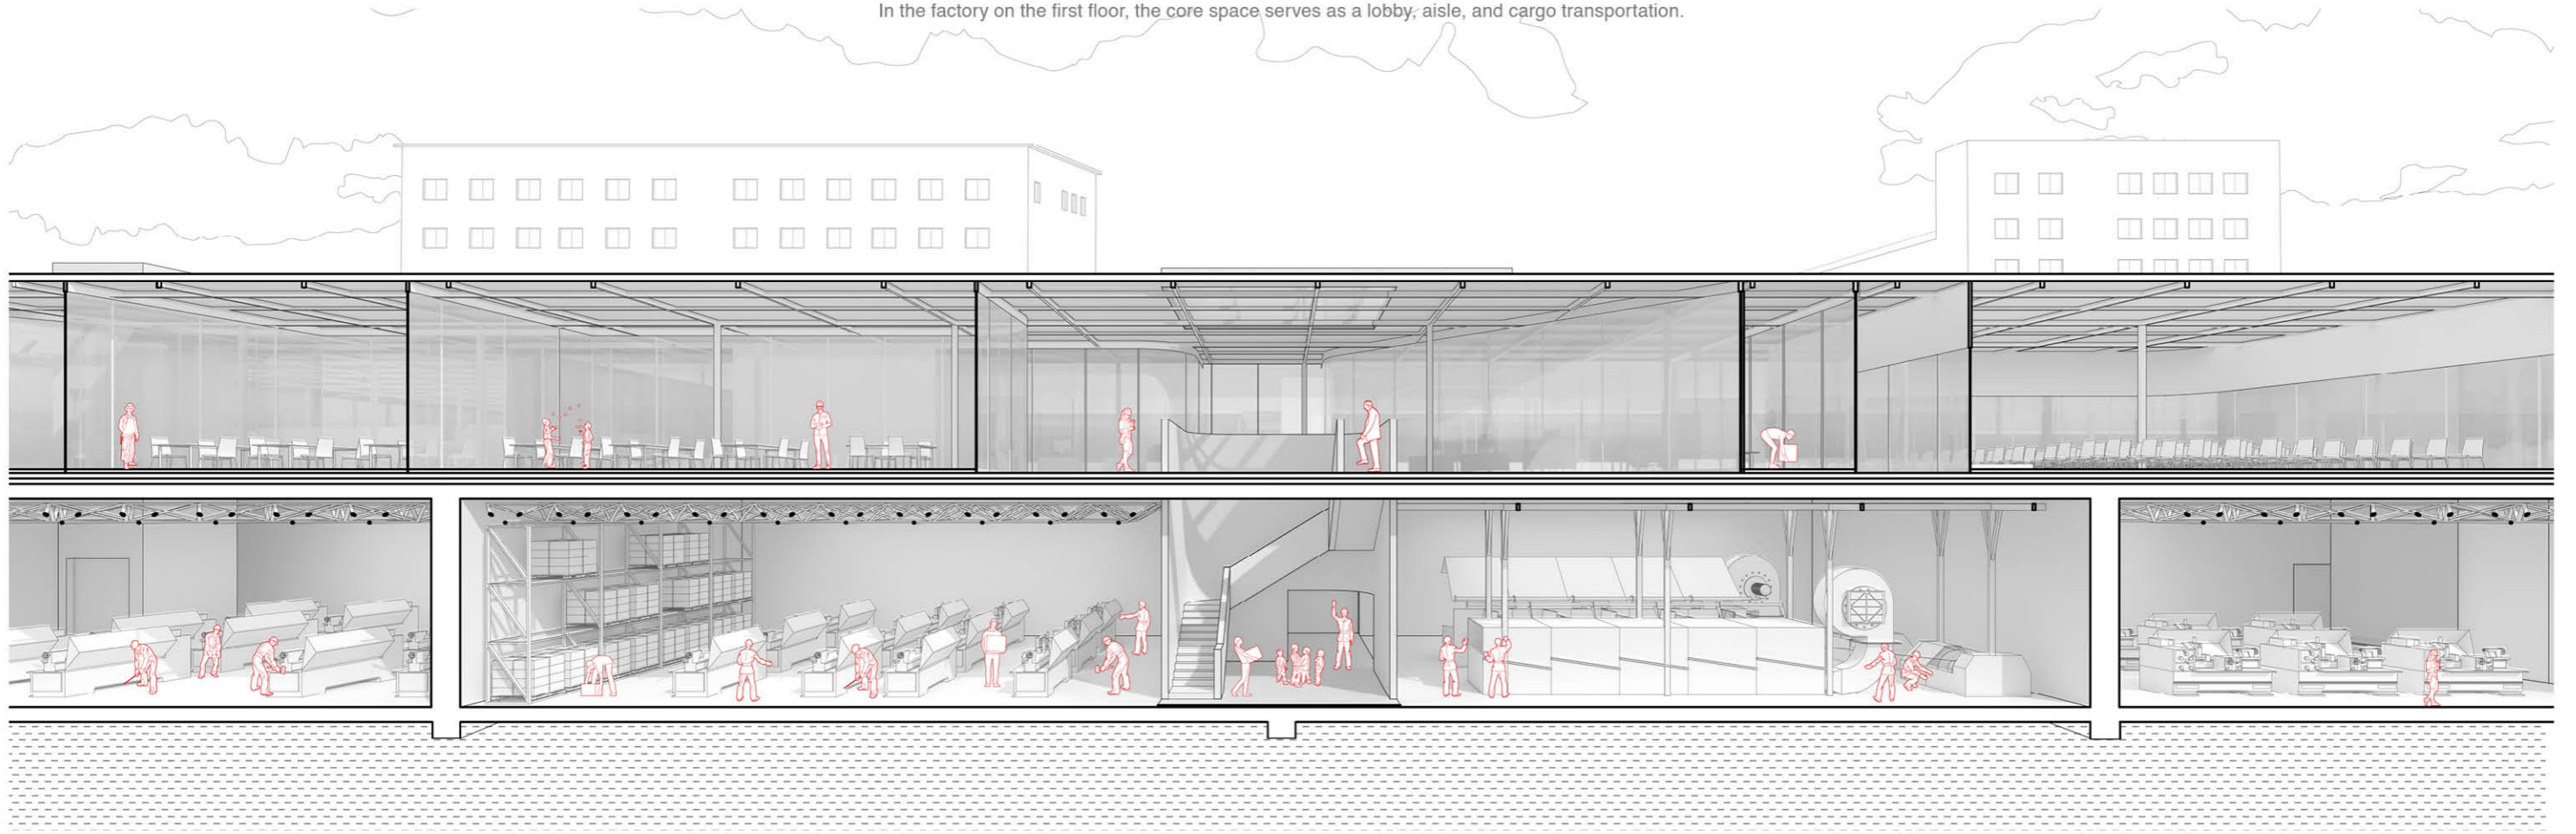 In the factory on the first floor, the core space serves as a lobby, aisle, and cargo transportation.